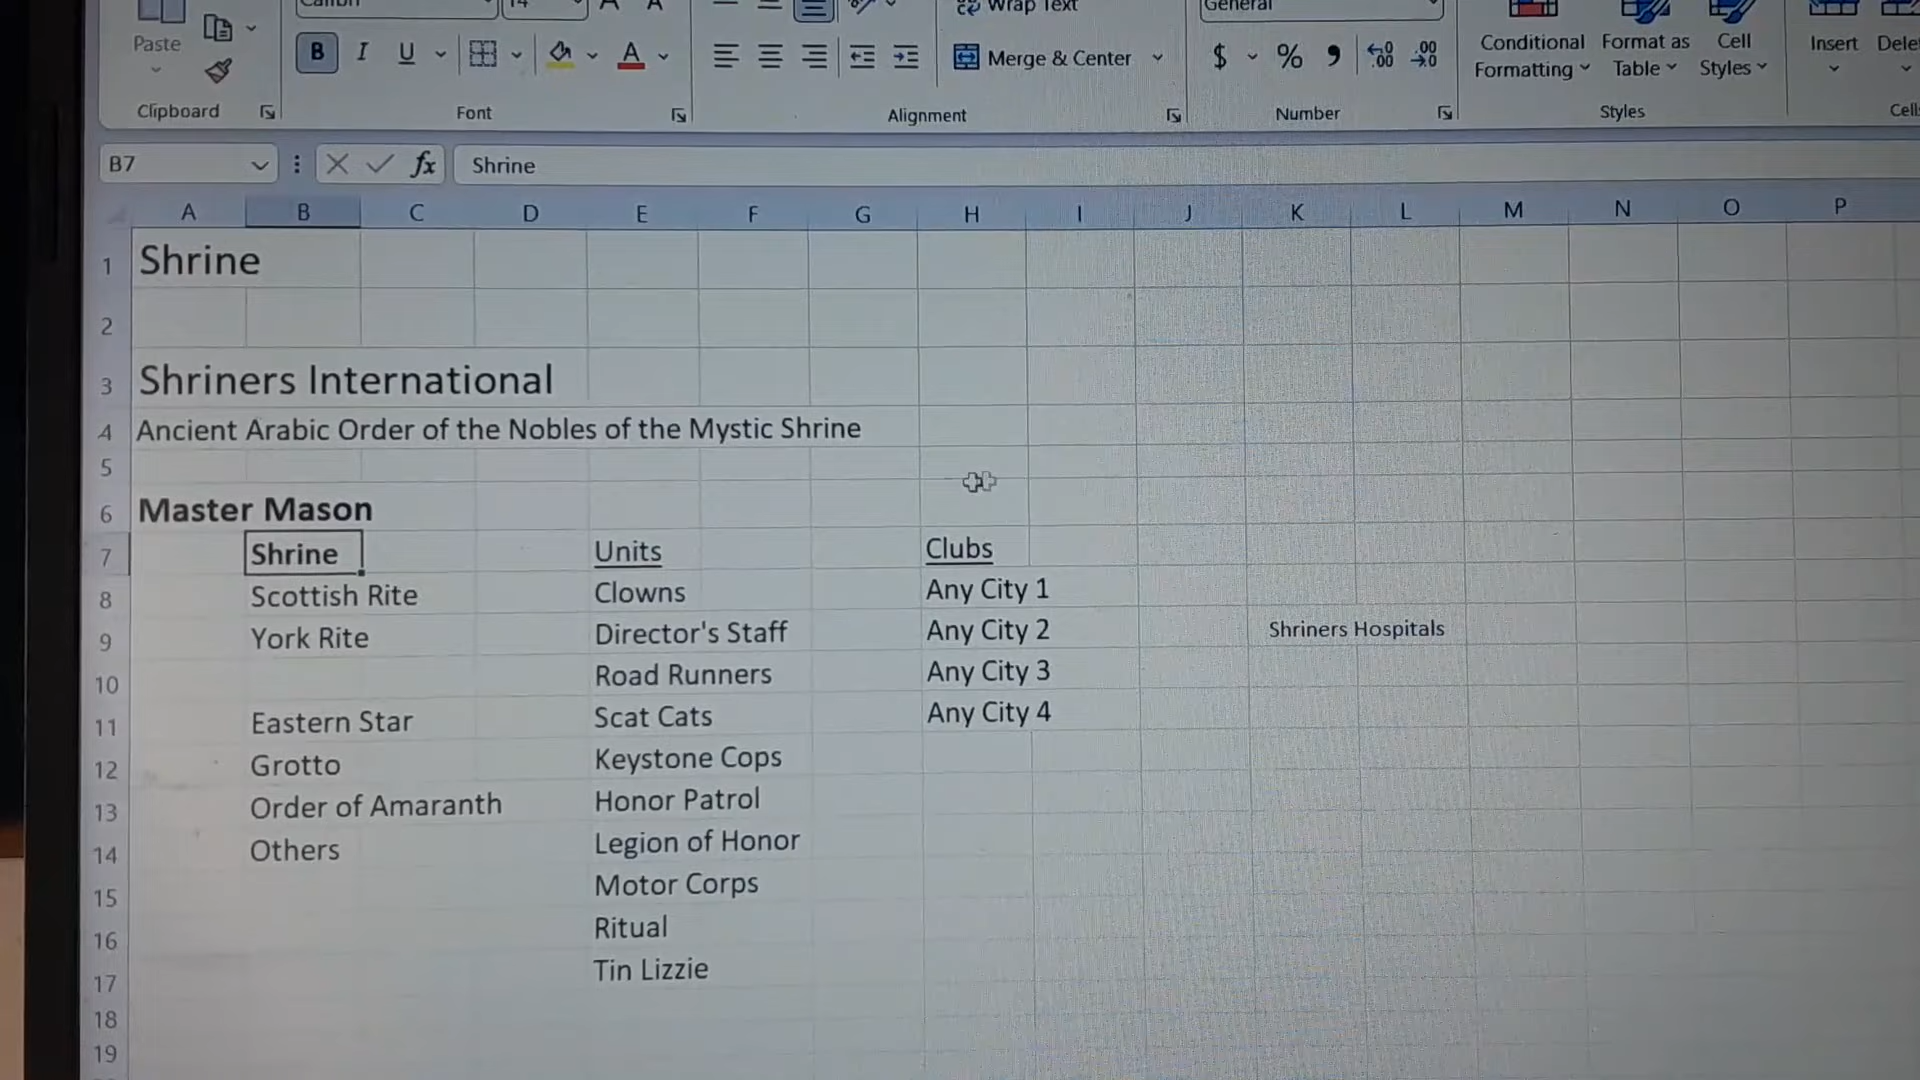 Calibri 14 Wrap Text General
Paste B I U A Merge & Center $ % Conditional Formatting Format as Table Cell Styles Insert
Clipboard Font Alignment Number Styles
B7 fx Shrine
A B C D E F G H I J K L M N O P
1 Shrine
2
3 Shriners International
4 Ancient Arabic Order of the Nobles of the Mystic Shrine
5
6 Master Mason
7 Shrine Units Clubs
8 Scottish Rite Clowns Any City 1
9 York Rite Director's Staff Any City 2 Shriners Hospitals
10 Road Runners Any City 3
11 Eastern Star Scat Cats Any City 4
12 Grotto Keystone Cops
13 Order of Amaranth Honor Patrol
14 Others Legion of Honor
15 Motor Corps
16 Ritual
17 Tin Lizzie
18
19